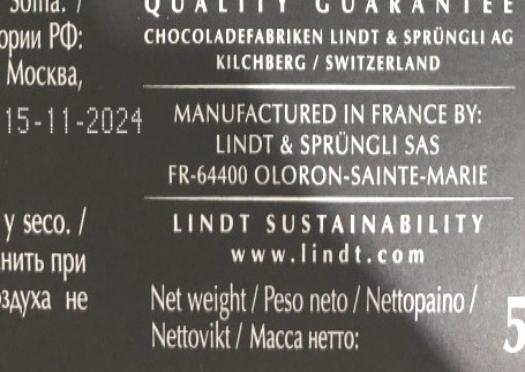 Sofia. /
ории РФ:
Москва,
15-11-2024
y seco. /
нить при
здуха не
QUALITY GUARANTEE
CHOCOLADEFABRIKEN LINDT & SPRÜNGLI AG
KILCHBERG / SWITZERLAND
MANUFACTURED IN FRANCE BY:
LINDT & SPRÜNGLI SAS
FR-64400 OLORON-SAINTE-MARIE
LINDT SUSTAINABILITY
www.lindt.com
Net weight / Peso neto / Nettopaino /
Nettovikt / Масса нетто:
5